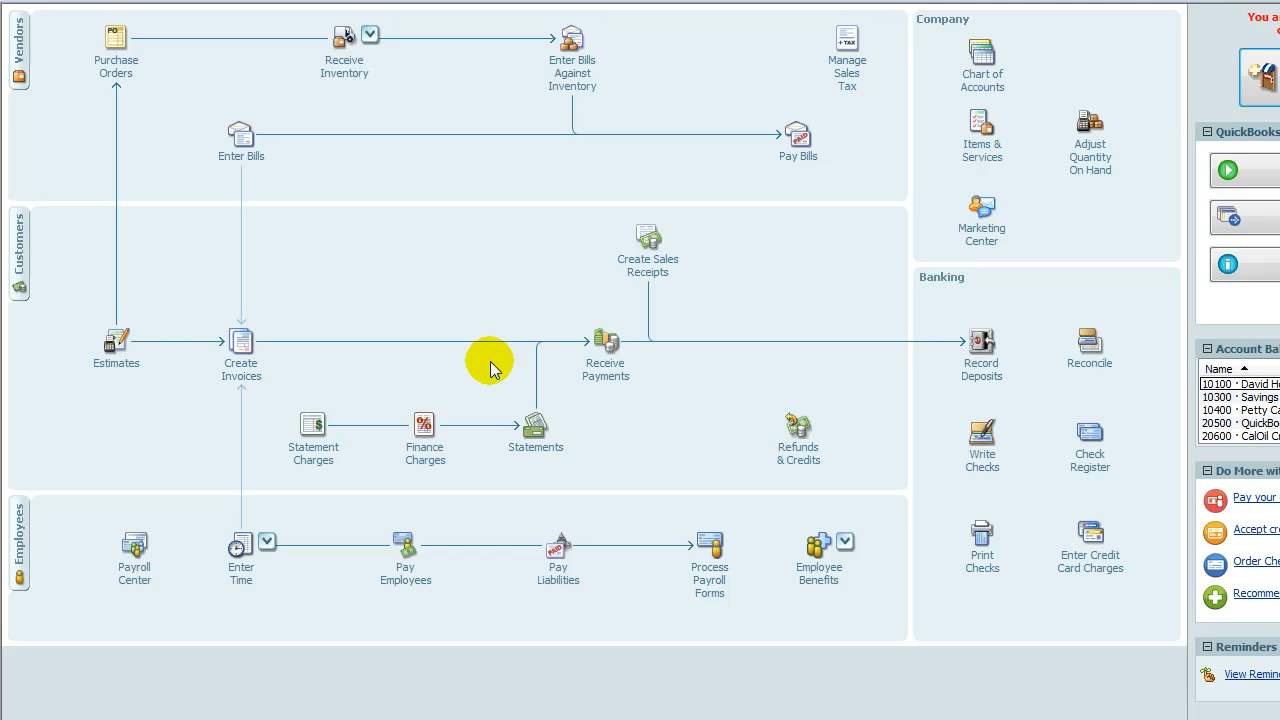 Vendors
Purchase
Orders
Receive
Inventory
Enter Bills
Against
Inventory
Manage
Sales
Tax
Enter Bills
Pay Bills
Customers
Create Sales
Receipts
Estimates
Create
Invoices
Receive
Payments
Statement
Charges
Finance
Charges
Statements
Refunds
& Credits
Employees
Payroll
Center
Enter
Time
Pay
Employees
Pay
Liabilities
Process
Payroll
Forms
Employee
Benefits
Company
Chart of
Accounts
Items &
Services
Adjust
Quantity
On Hand
Marketing
Center
Banking
Record
Deposits
Reconcile
Write
Checks
Check
Register
Print
Checks
Enter Credit
Card Charges
You a
QuickBooks
Account Ba
Name
10100 · David H
10300 · Savings
10400 · Petty C
20500 · QuickBo
20600 · CalOil C
Do More wi
Pay your
Accept cr
Order Che
Recomme
Reminders
View Remin